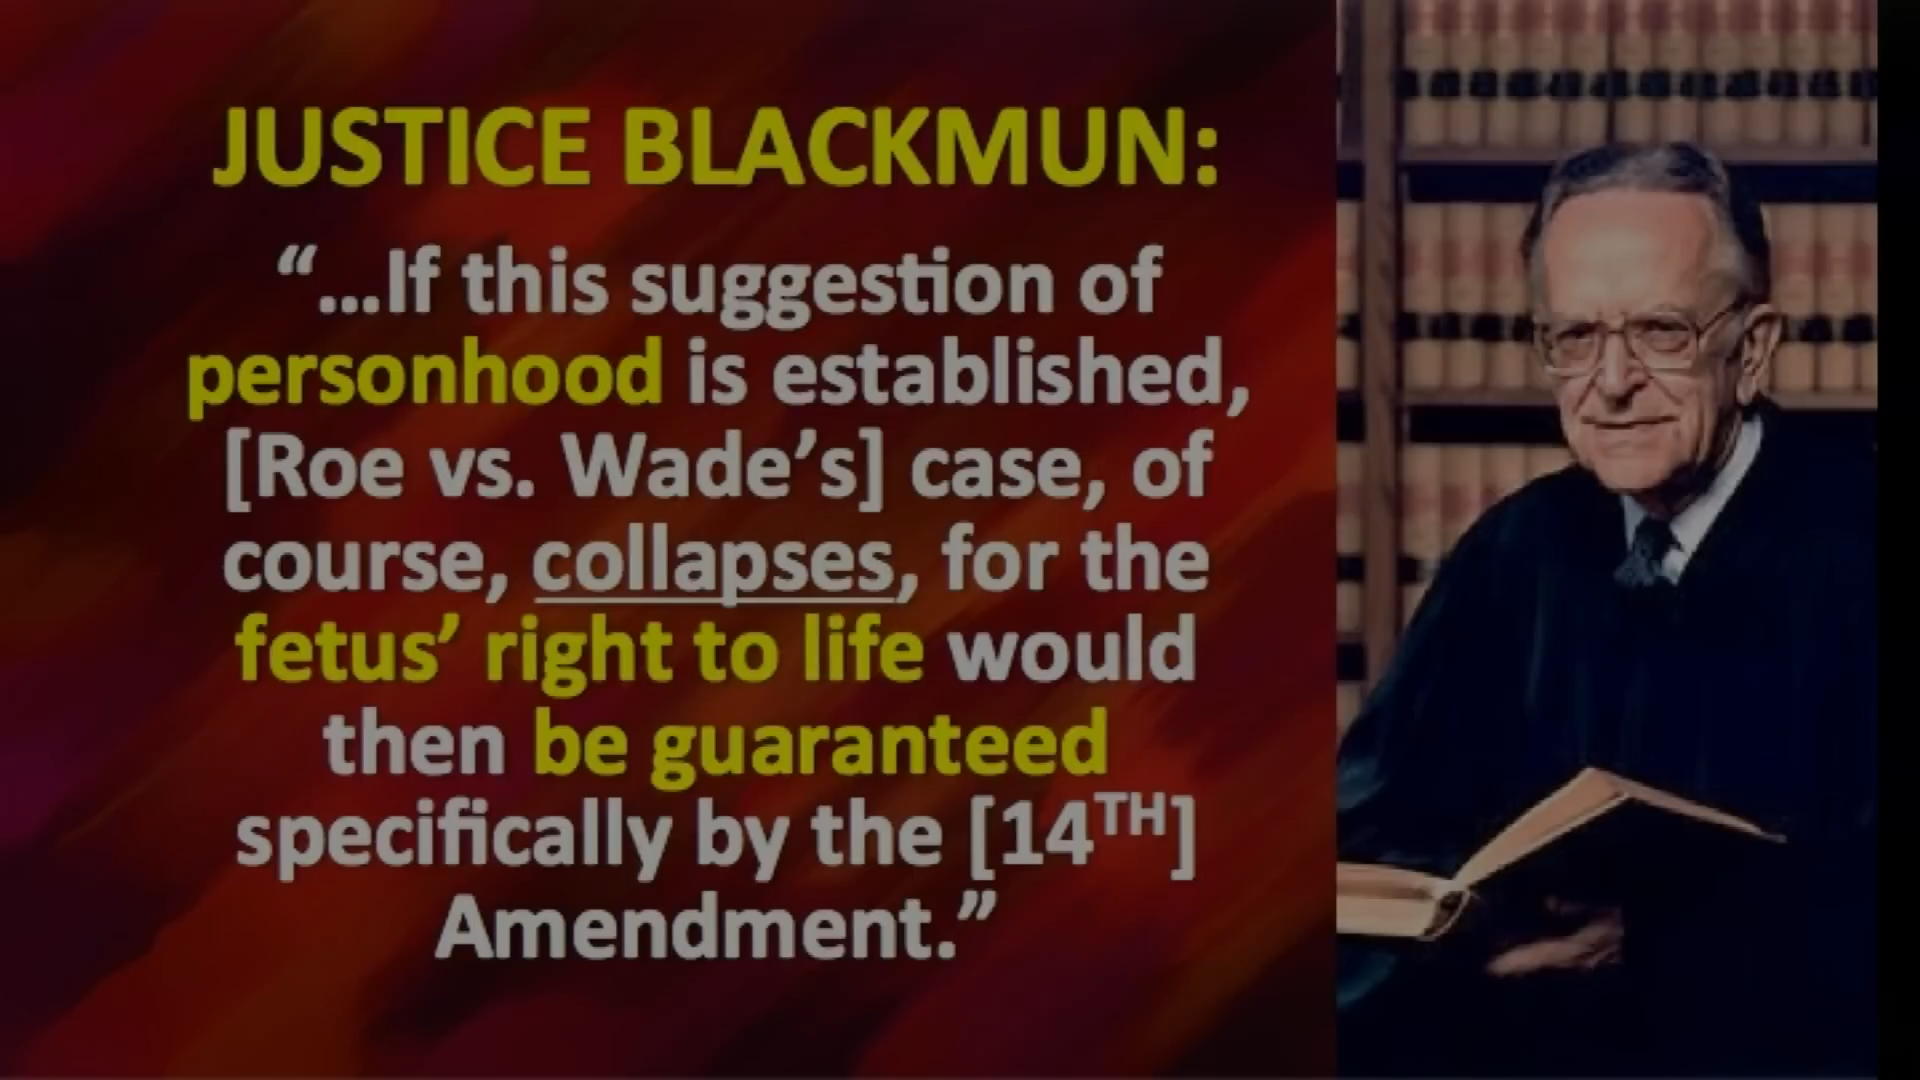 JUSTICE BLACKMUN:
“...If this suggestion of
personhood is established,
[Roe vs. Wade’s] case, of
course, collapses, for the
fetus’ right to life would
then be guaranteed
specifically by the [14TH]
Amendment.”